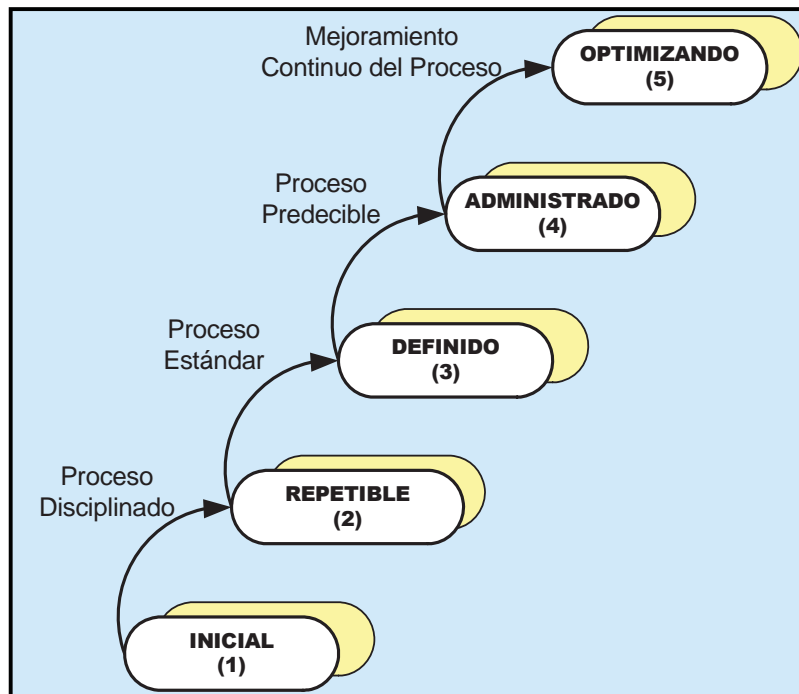 Mejoramiento
Continuo del Proceso
OPTIMIZANDO
(5)
Proceso
Predecible
ADMINISTRADO
(4)
Proceso
Estándar
DEFINIDO
(3)
Proceso
Disciplinado
REPETIBLE
(2)
INICIAL
(1)